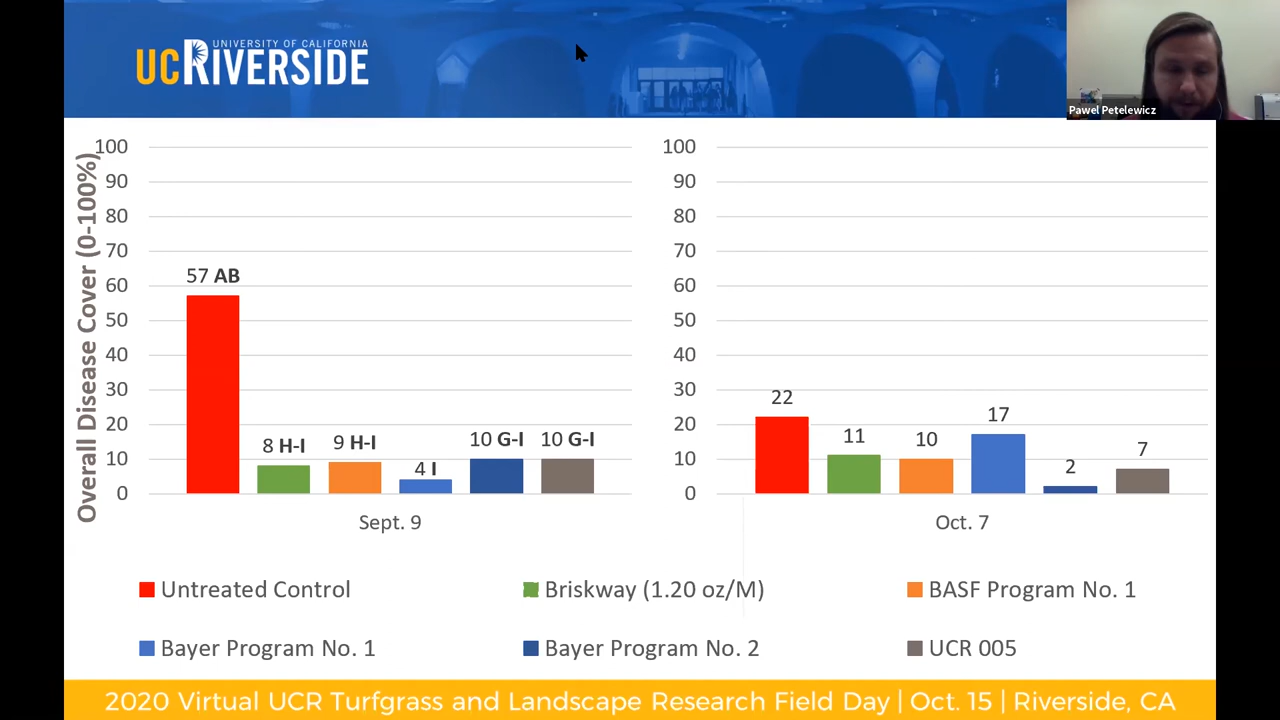 UNIVERSITY OF CALIFORNIA
UCRIVERSIDE
Pawel Petelewicz
Overall Disease Cover (0-100%)
100
90
80
70
60
50
40
30
20
10
0
57 AB
8 H-I
9 H-I
4 I
10 G-I
10 G-I
Sept. 9
100
90
80
70
60
50
40
30
20
10
0
22
11
10
17
2
7
Oct. 7
Untreated Control
Briskway (1.20 oz/M)
BASF Program No. 1
Bayer Program No. 1
Bayer Program No. 2
UCR 005
2020 Virtual UCR Turfgrass and Landscape Research Field Day | Oct. 15 | Riverside, CA